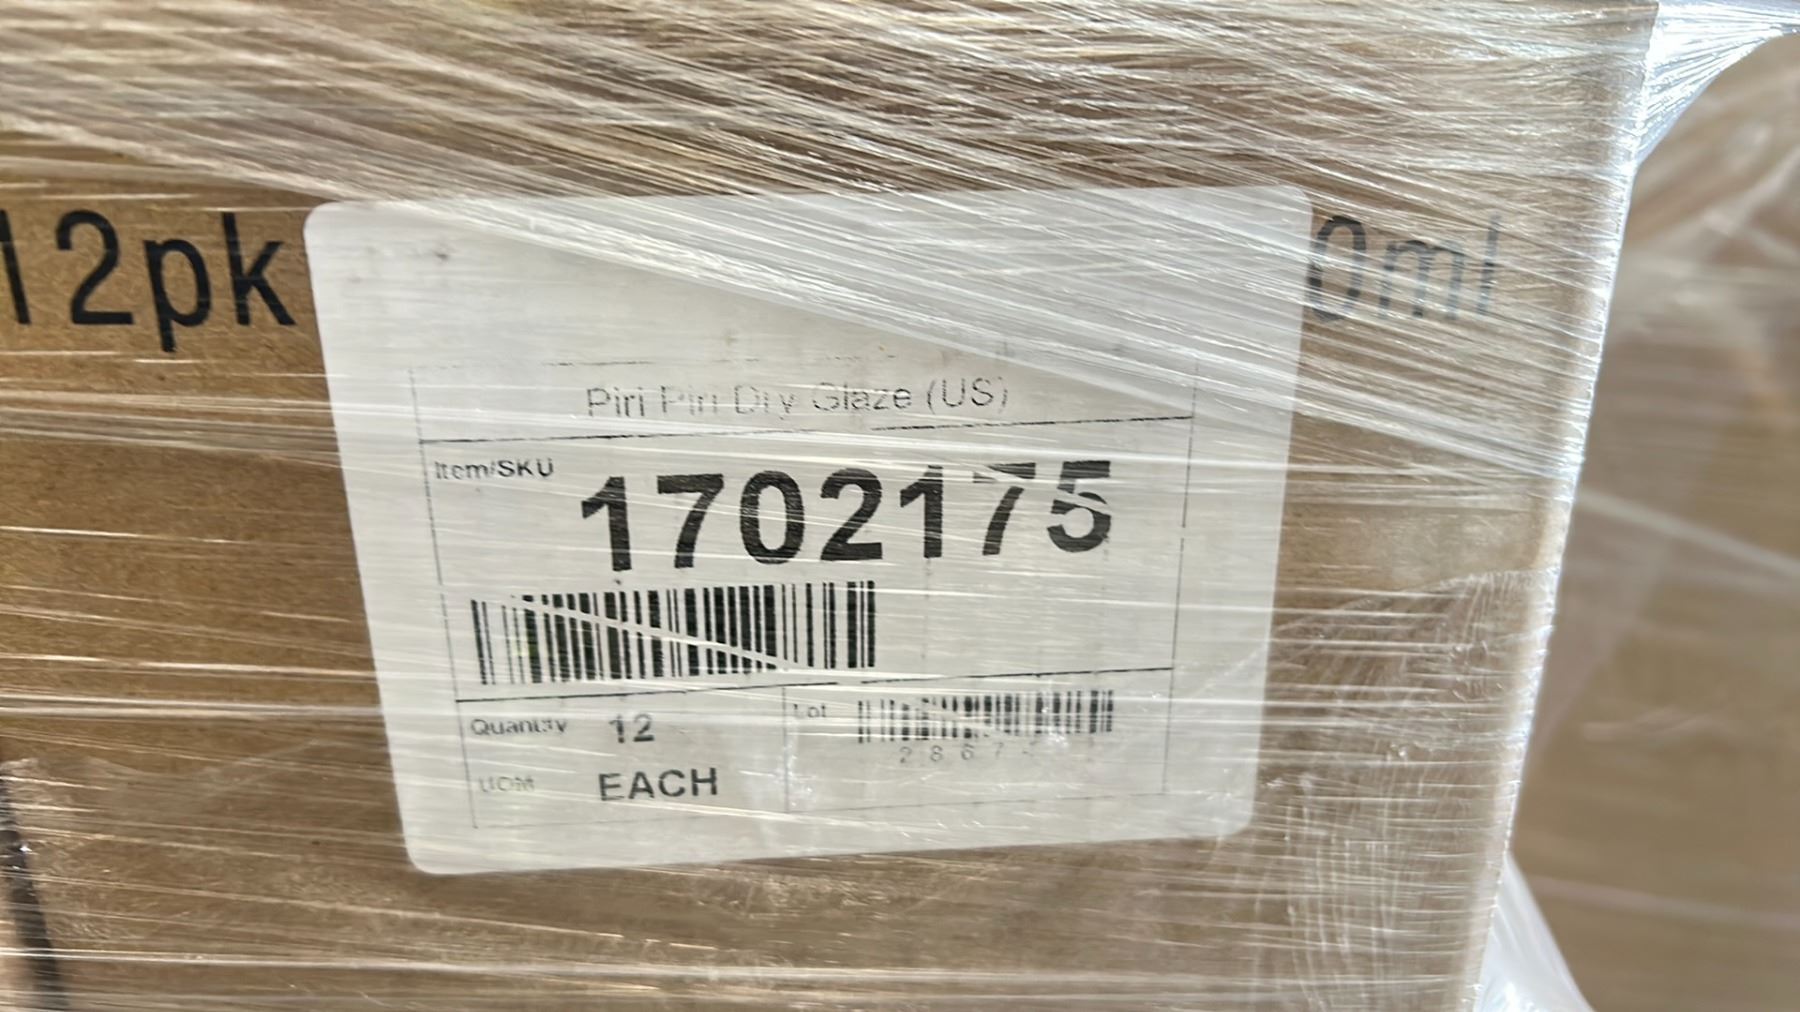 12pk
0ml
Piri Piri Dry Glaze (US)
Item/SKU
1702175
Quantity 12
Lot
UOM EACH